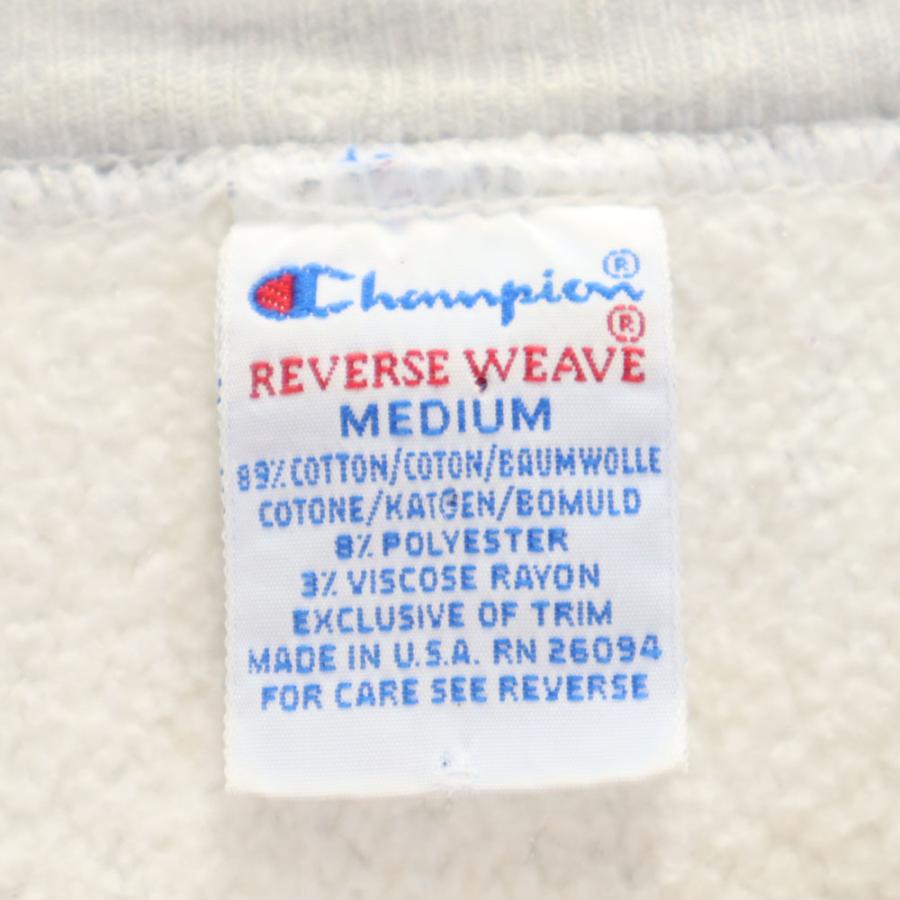 Champion®
REVERSE WEAVE®
MEDIUM
89% COTTON/COTON/BAUMWOLLE
COTONE/KATOEN/BOMULD
8% POLYESTER
3% VISCOSE RAYON
EXCLUSIVE OF TRIM
MADE IN U.S.A. RN 26094
FOR CARE SEE REVERSE